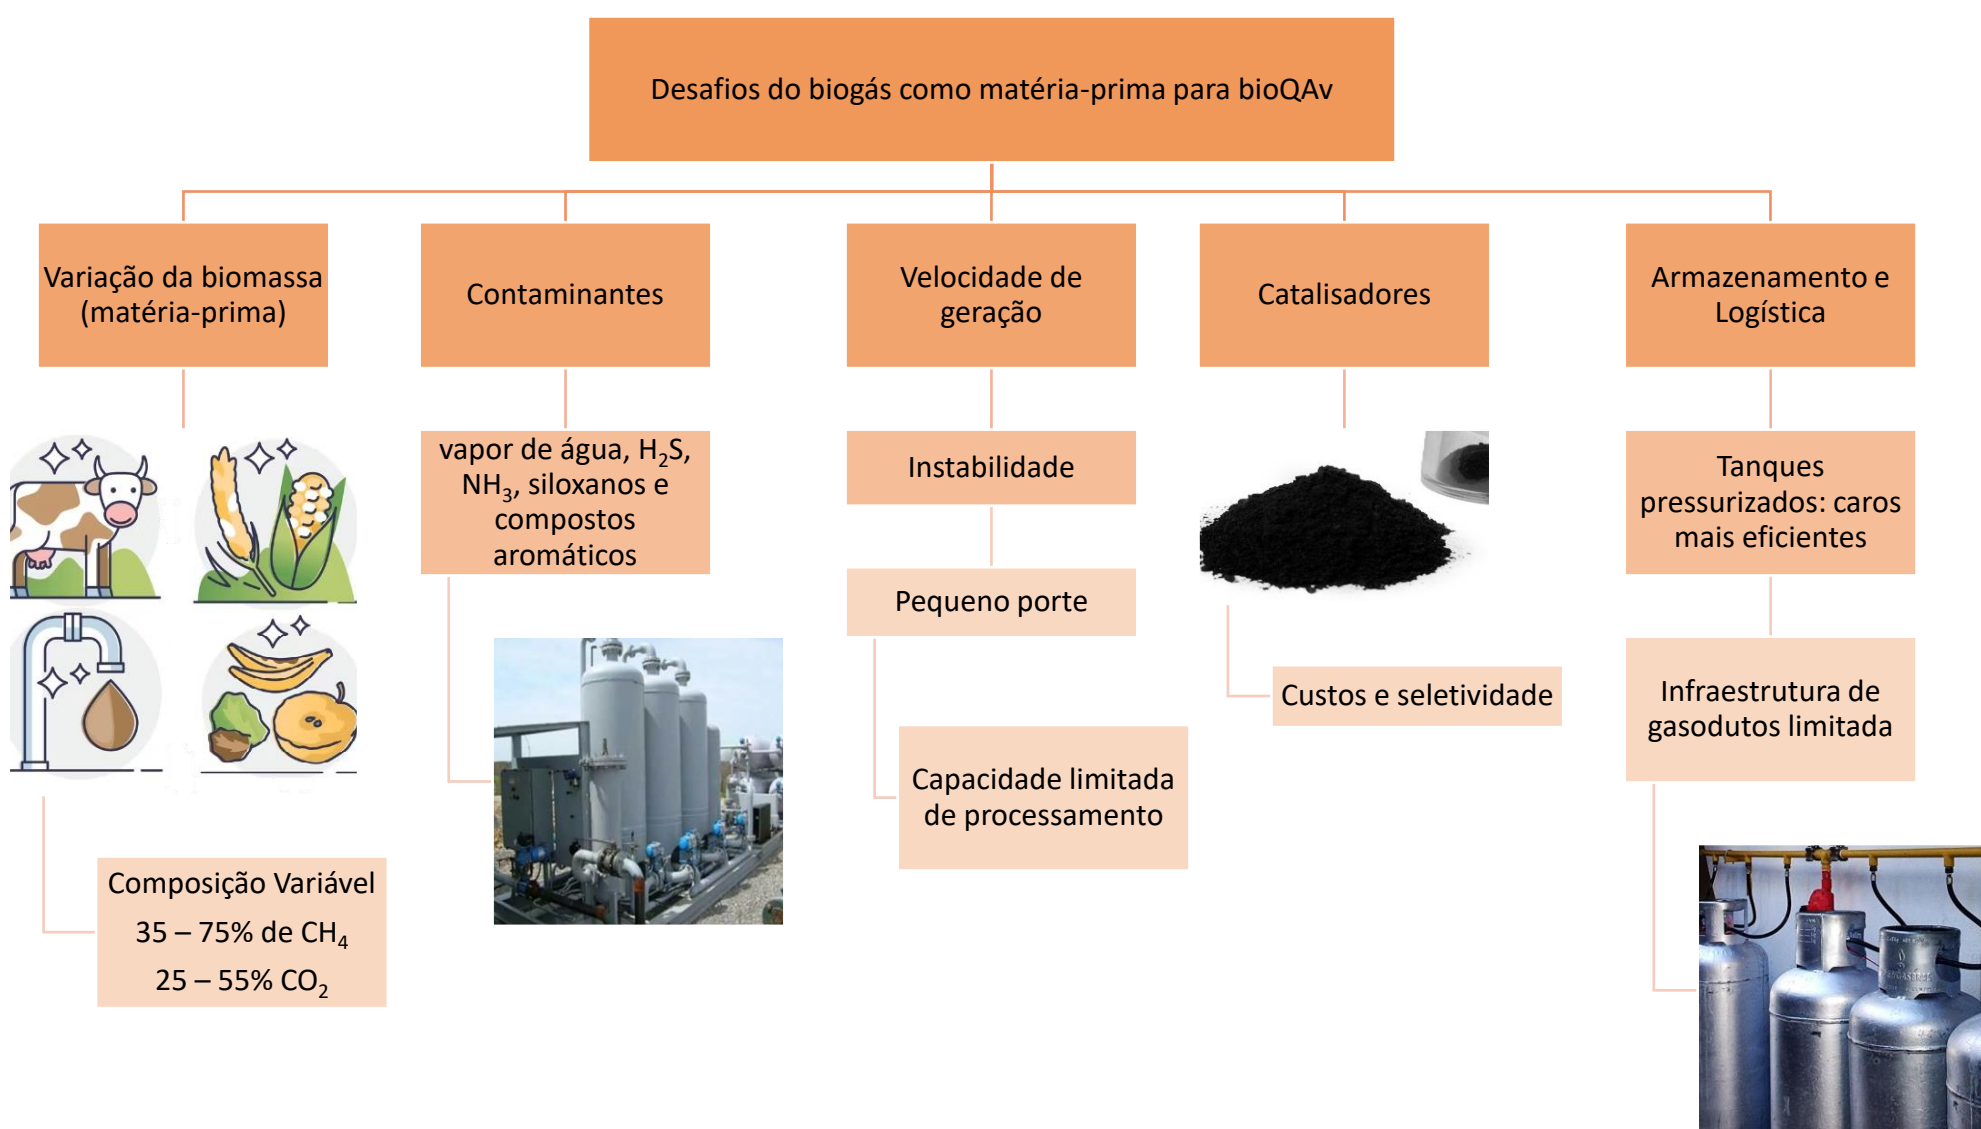 Desafios do biogás como matéria-prima para bioQAv
Variação da biomassa
(matéria-prima)
Contaminantes
Velocidade de
geração
Catalisadores
Armazenamento e
Logística
vapor de água, H₂S,
NH₃, siloxanos e
compostos
aromáticos
Instabilidade
Pequeno porte
Capacidade limitada
de processamento
Custos e seletividade
Tanques
pressurizados: caros
mais eficientes
Infraestrutura de
gasodutos limitada
Composição Variável
35 – 75% de CH₄
25 – 55% CO₂